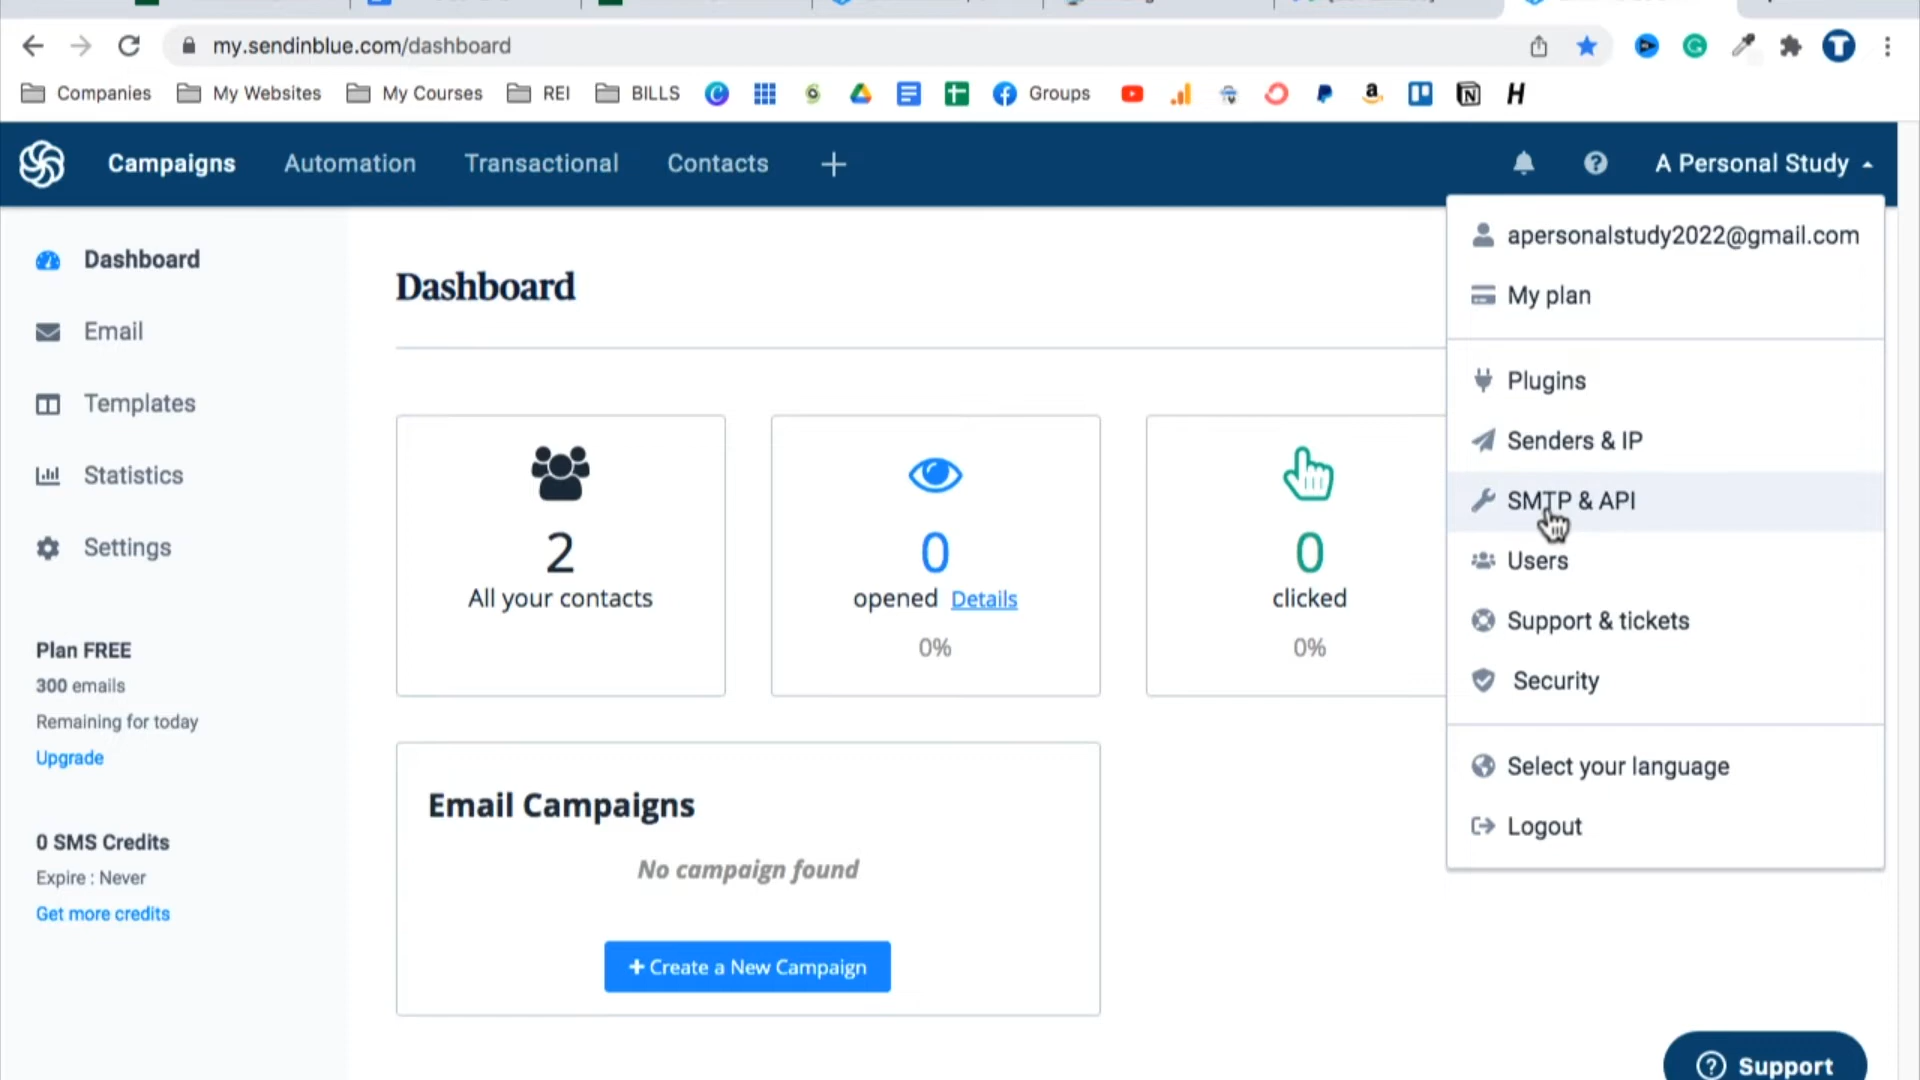 my.sendinblue.com/dashboard
Companies
My Websites
My Courses
REI
BILLS
Groups
Campaigns
Automation
Transactional
Contacts
A Personal Study
apersonalstudy2022@gmail.com
My plan
Plugins
Senders & IP
SMTP & API
Users
Support & tickets
Security
Select your language
Logout
Dashboard
Email
Templates
Statistics
Settings
Plan FREE
300 emails
Remaining for today
Upgrade
0 SMS Credits
Expire : Never
Get more credits
Dashboard
2
All your contacts
0
opened Details
0%
0
clicked
0%
Email Campaigns
No campaign found
+ Create a New Campaign
Support